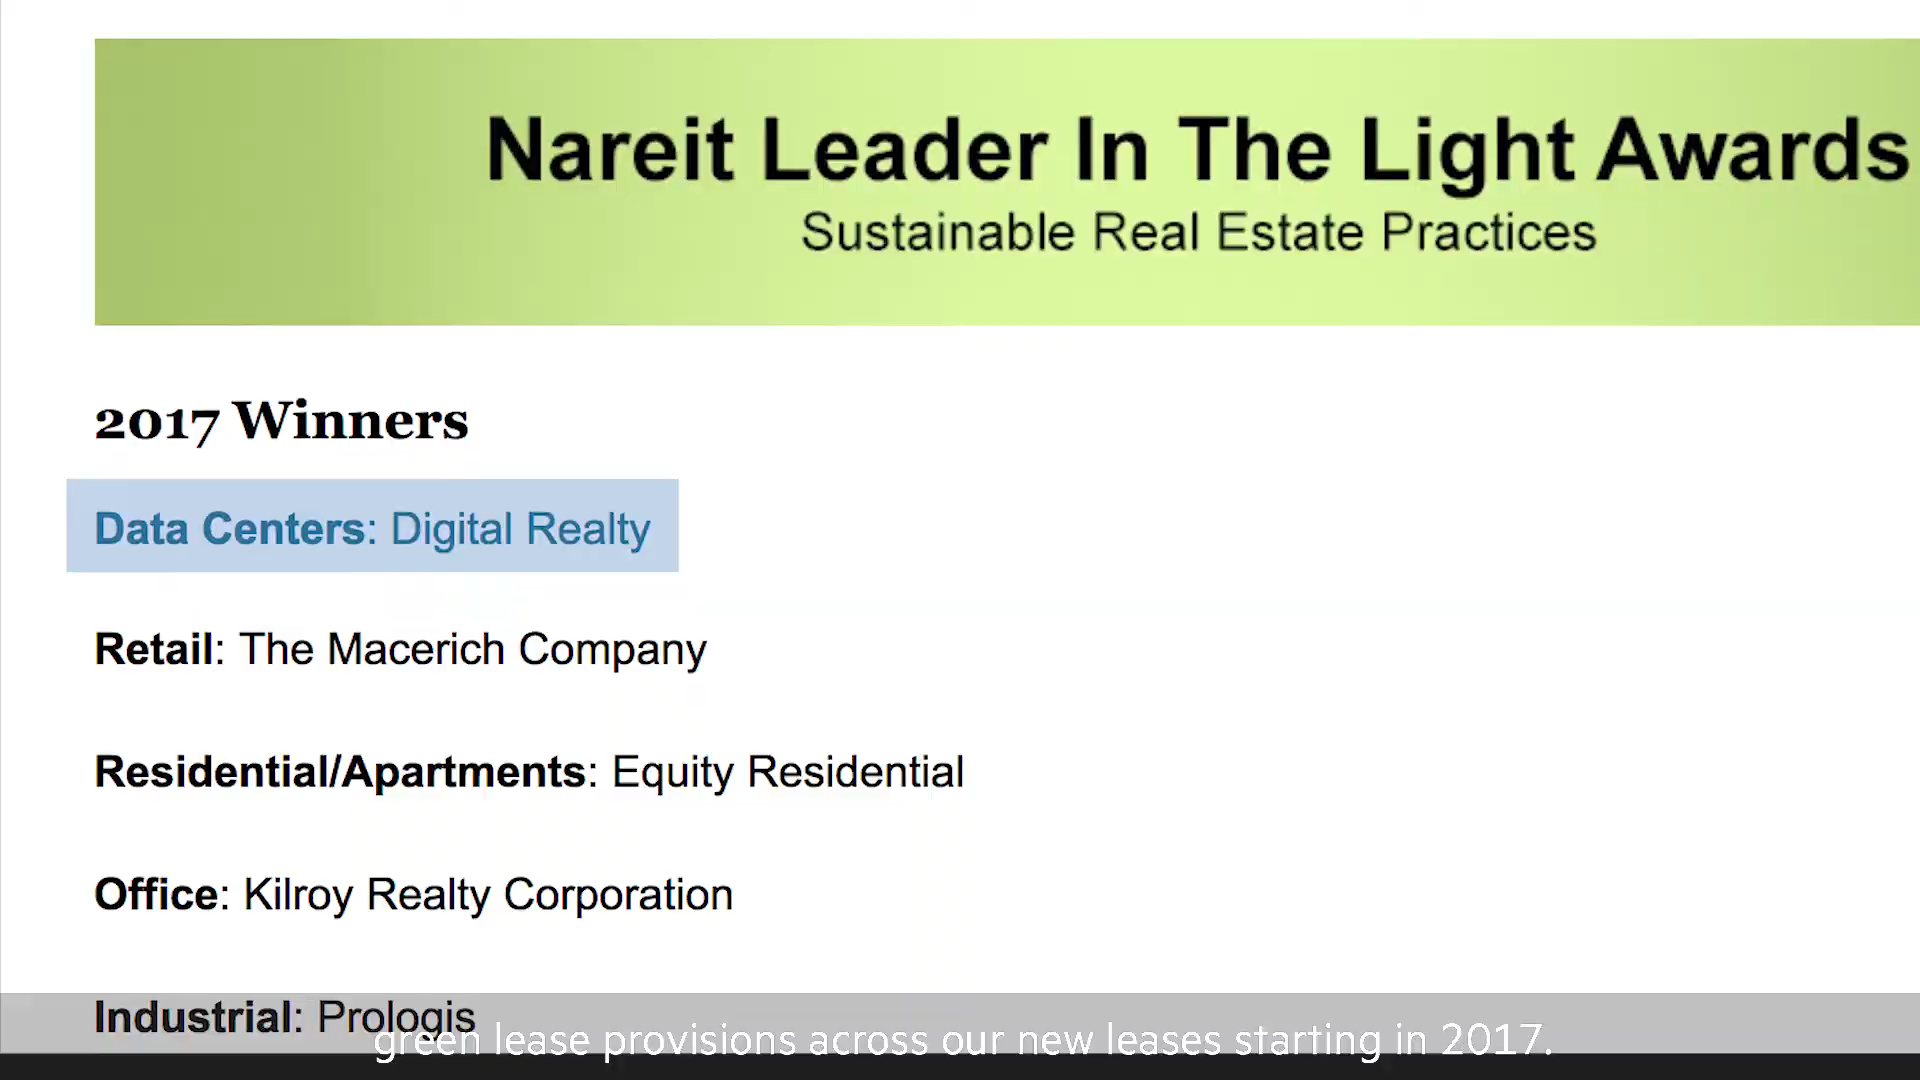 Nareit Leader In The Light Awards
Sustainable Real Estate Practices
2017 Winners
Data Centers: Digital Realty
Retail: The Macerich Company
Residential/Apartments: Equity Residential
Office: Kilroy Realty Corporation
Industrial: Prologis
green lease provisions across our new leases starting in 2017.